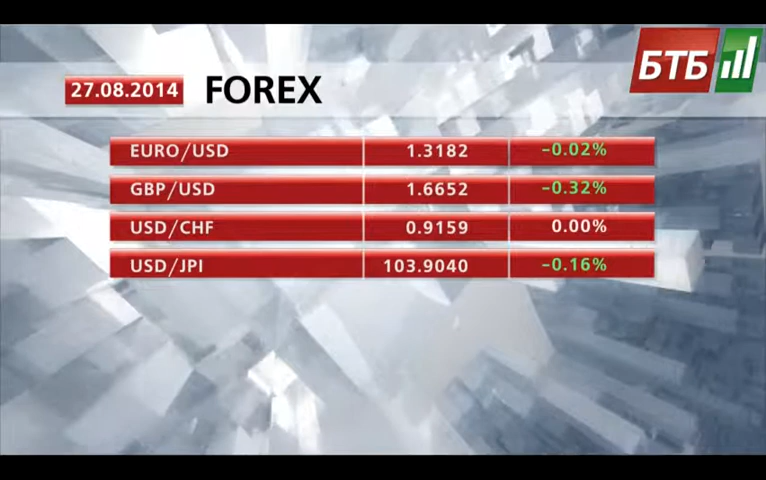 27.08.2014 FOREX
БТБ
EURO/USD 1.3182 -0.02%
GBP/USD 1.6652 -0.32%
USD/CHF 0.9159 0.00%
USD/JPI 103.9040 -0.16%